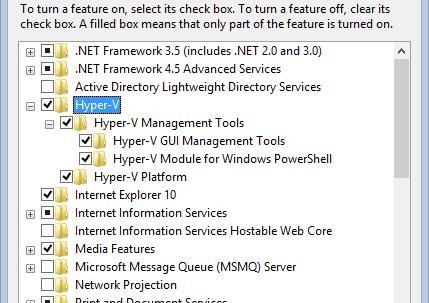 To turn a feature on, select its check box. To turn a feature off, clear its
check box. A filled box means that only part of the feature is turned on.
.NET Framework 3.5 (includes .NET 2.0 and 3.0)
.NET Framework 4.5 Advanced Services
Active Directory Lightweight Directory Services
Hyper-V
Hyper-V Management Tools
Hyper-V GUI Management Tools
Hyper-V Module for Windows PowerShell
Hyper-V Platform
Internet Explorer 10
Internet Information Services
Internet Information Services Hostable Web Core
Media Features
Microsoft Message Queue (MSMQ) Server
Network Projection
Print and Document Services